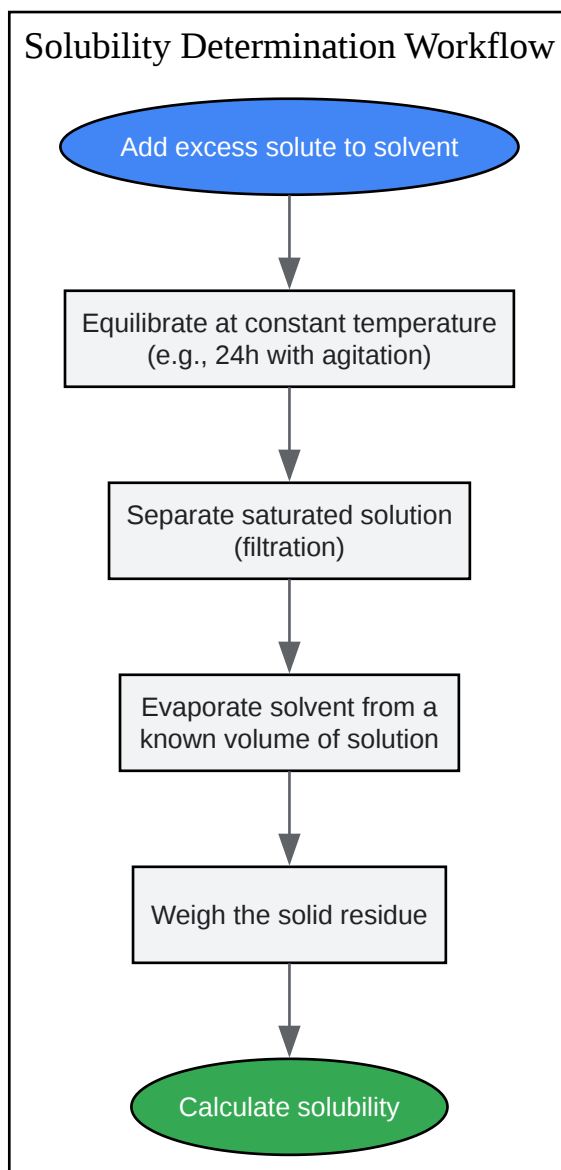 Solubility Determination Workflow
Add excess solute to solvent
Equilibrate at constant temperature
(e.g., 24h with agitation)
Separate saturated solution
(filtration)
Evaporate solvent from a
known volume of solution
Weigh the solid residue
Calculate solubility